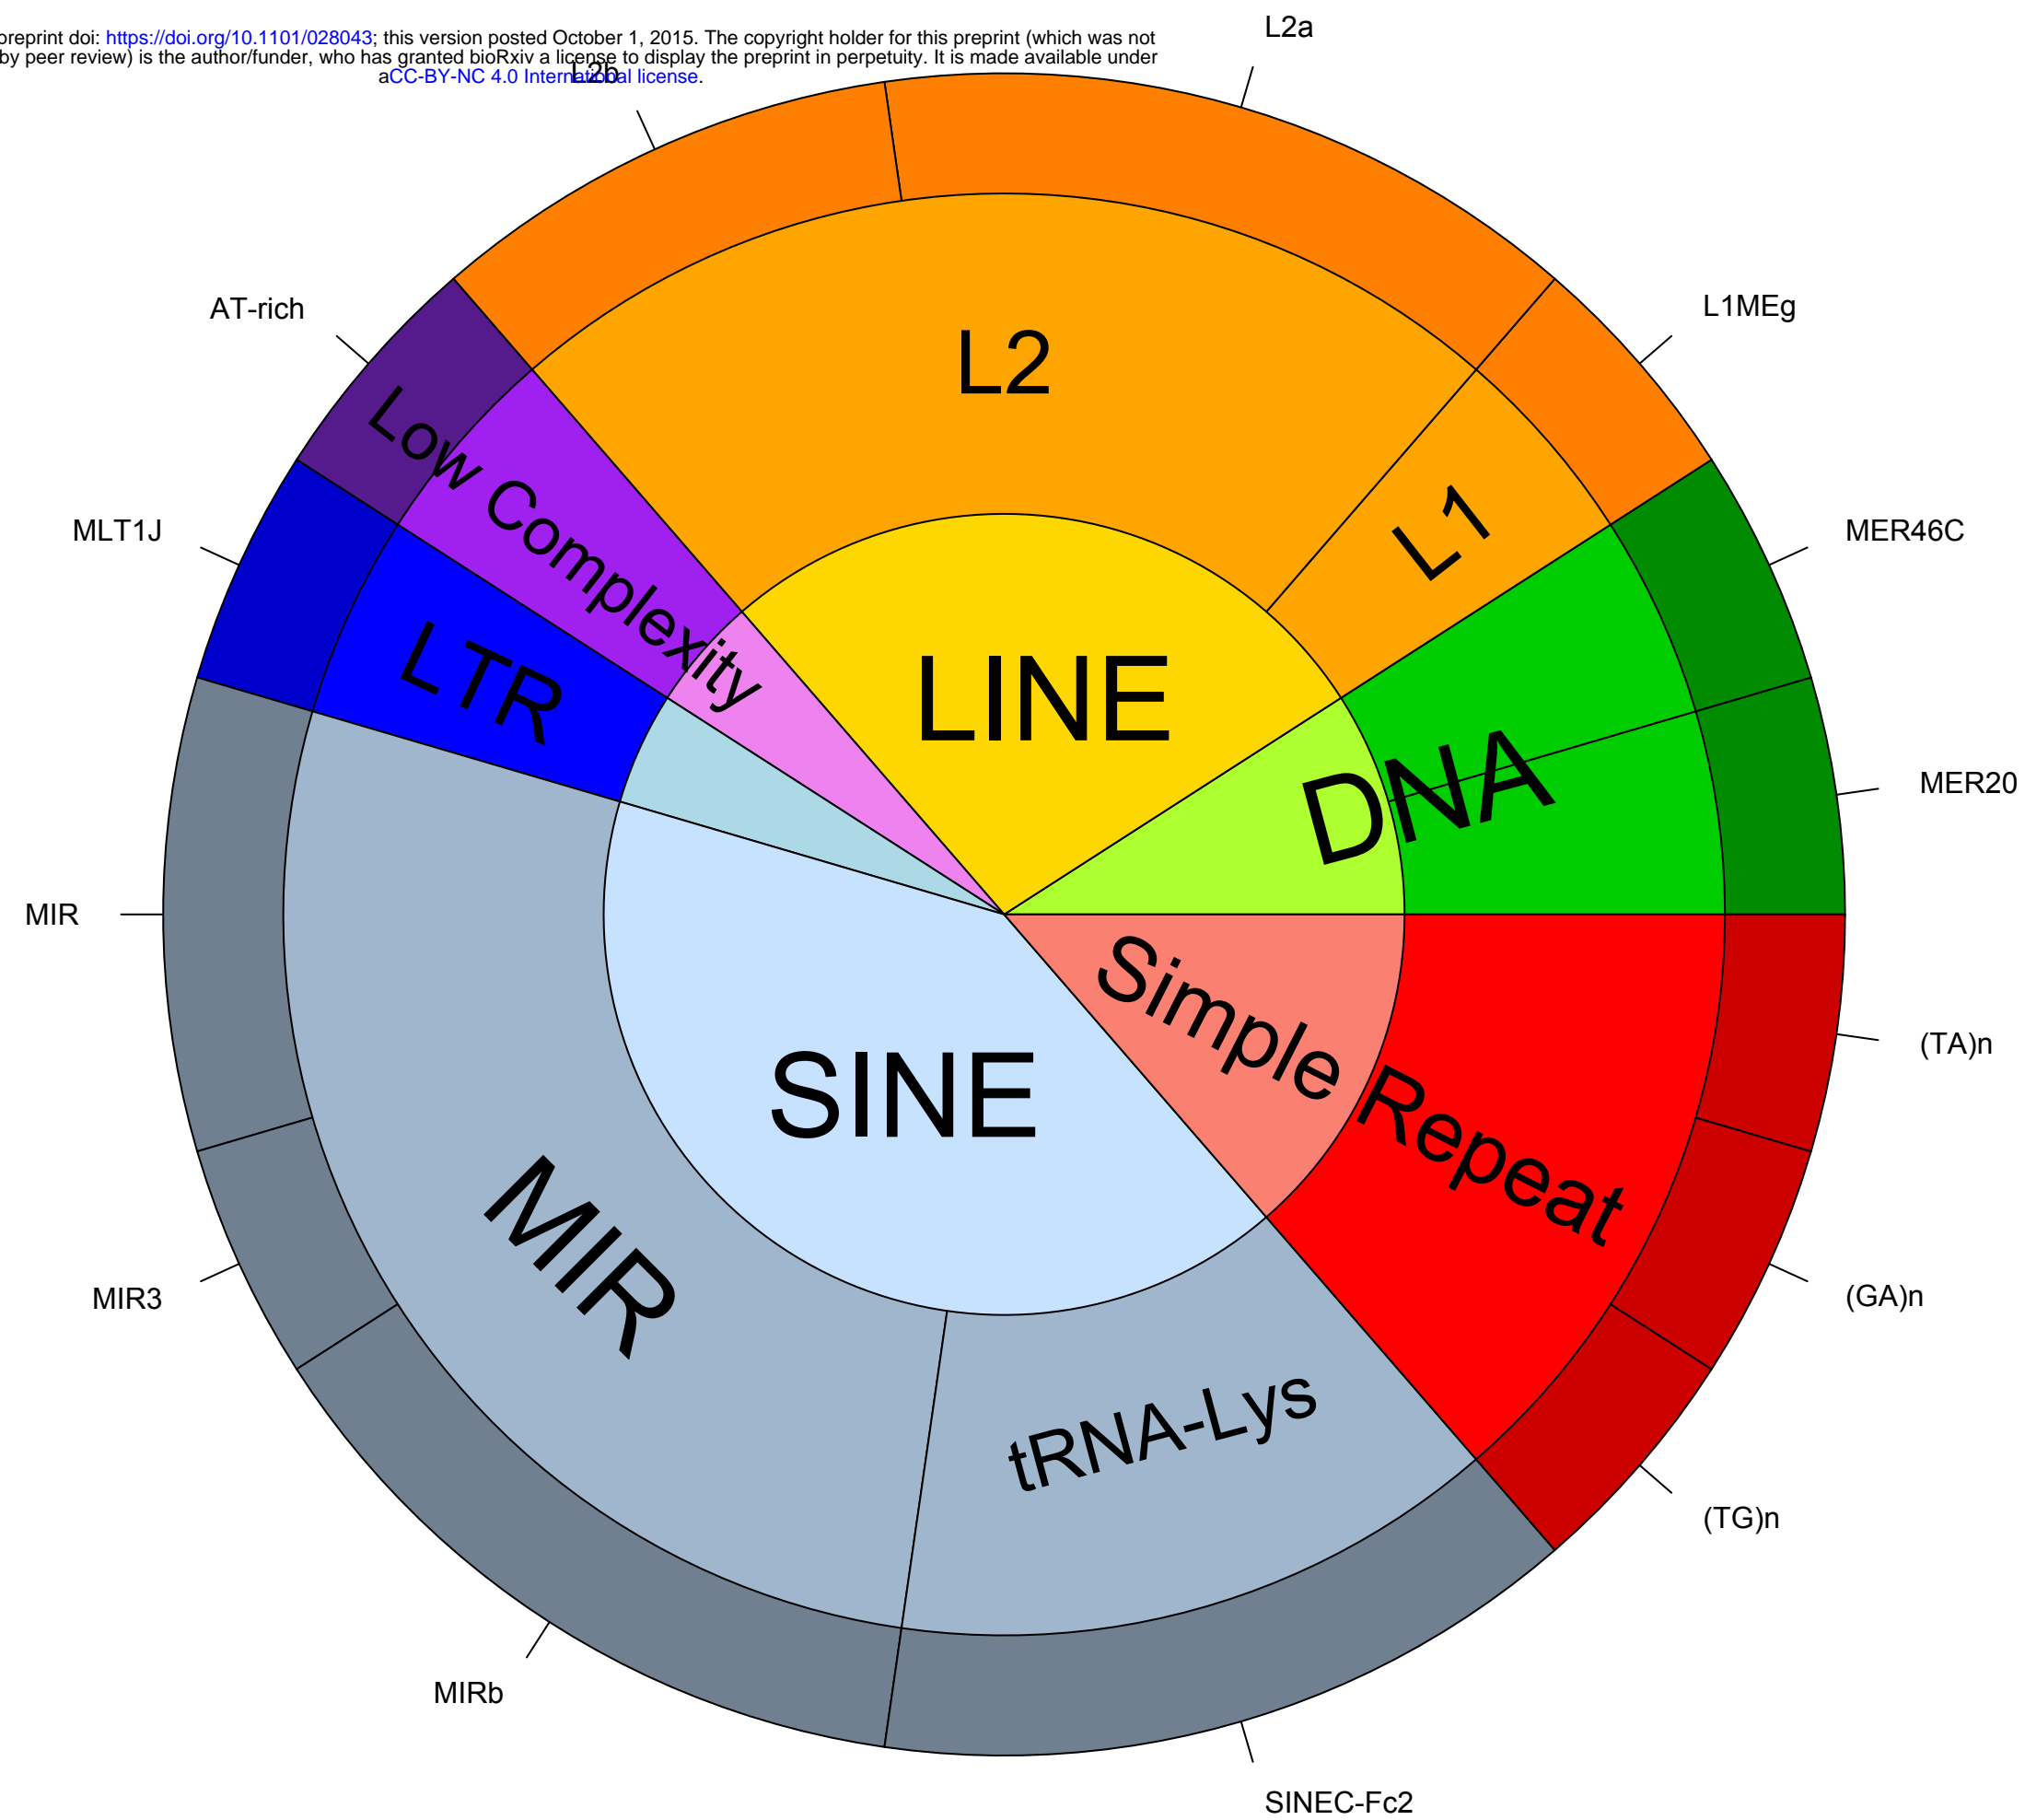 preprint doi: https://doi.org/10.1101/028043; this version posted October 1, 2015. The copyright holder for this preprint (which was not
by peer review) is the author/funder, who has granted bioRxiv a license to display the preprint in perpetuity. It is made available under
aCC-BY-NC 4.0 International license.
L2a
L2b
AT-rich
L1MEg
L2
Low Complexity
L1
MLT1J
MER46C
LTR
LINE
DNA
MER20
MIR
Simple Repeat
(TA)n
SINE
MIR
MIR3
(GA)n
tRNA-Lys
(TG)n
MIRb
SINEC-Fc2